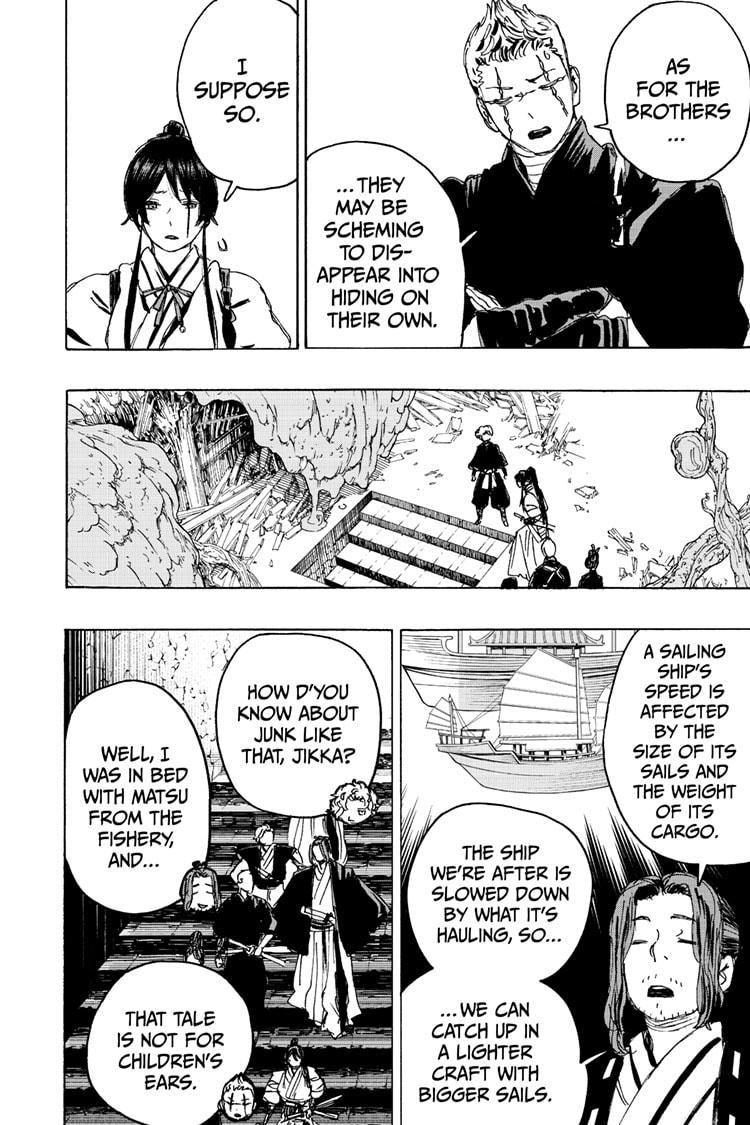 AS
FOR THE
BROTHERS
...
...THEY
MAY BE
SCHEMING
TO DIS-
APPEAR INTO
HIDING ON
THEIR OWN.
I
SUPPOSE
SO.
A SAILING
SHIP'S
SPEED IS
AFFECTED
BY THE
SIZE OF ITS
SAILS AND
THE WEIGHT
OF ITS
CARGO.
THE SHIP
WE'RE AFTER IS
SLOWED DOWN
BY WHAT IT'S
HAULING, SO...
...WE CAN
CATCH UP IN
A LIGHTER
CRAFT WITH
BIGGER SAILS.
HOW D'YOU
KNOW ABOUT
JUNK LIKE
THAT, JIKKA?
WELL, I
WAS IN BED
WITH MATSU
FROM THE
FISHERY,
AND...
THAT TALE
IS NOT FOR
CHILDREN'S
EARS.